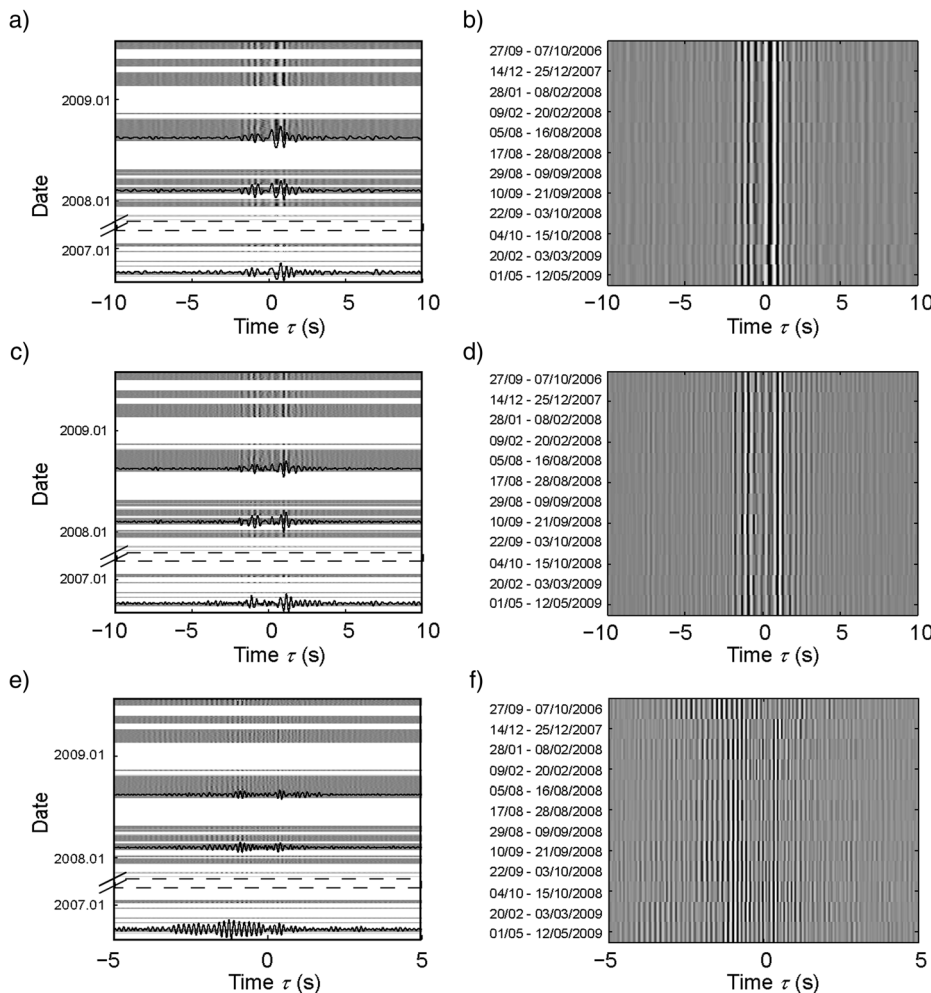 a)
2009.01
2008.01
2007.01
Date
−10 −5 0 5 10
Time τ (s)
b)
27/09 - 07/10/2006
14/12 - 25/12/2007
28/01 - 08/02/2008
09/02 - 20/02/2008
05/08 - 16/08/2008
17/08 - 28/08/2008
29/08 - 09/09/2008
10/09 - 21/09/2008
22/09 - 03/10/2008
04/10 - 15/10/2008
20/02 - 03/03/2009
01/05 - 12/05/2009
−10 −5 0 5 10
Time τ (s)
c)
2009.01
2008.01
2007.01
Date
−10 −5 0 5 10
Time τ (s)
d)
27/09 - 07/10/2006
14/12 - 25/12/2007
28/01 - 08/02/2008
09/02 - 20/02/2008
05/08 - 16/08/2008
17/08 - 28/08/2008
29/08 - 09/09/2008
10/09 - 21/09/2008
22/09 - 03/10/2008
04/10 - 15/10/2008
20/02 - 03/03/2009
01/05 - 12/05/2009
−10 −5 0 5 10
Time τ (s)
e)
2009.01
2008.01
2007.01
Date
−5 0 5
Time τ (s)
f)
27/09 - 07/10/2006
14/12 - 25/12/2007
28/01 - 08/02/2008
09/02 - 20/02/2008
05/08 - 16/08/2008
17/08 - 28/08/2008
29/08 - 09/09/2008
10/09 - 21/09/2008
22/09 - 03/10/2008
04/10 - 15/10/2008
20/02 - 03/03/2009
01/05 - 12/05/2009
−5 0 5
Time τ (s)